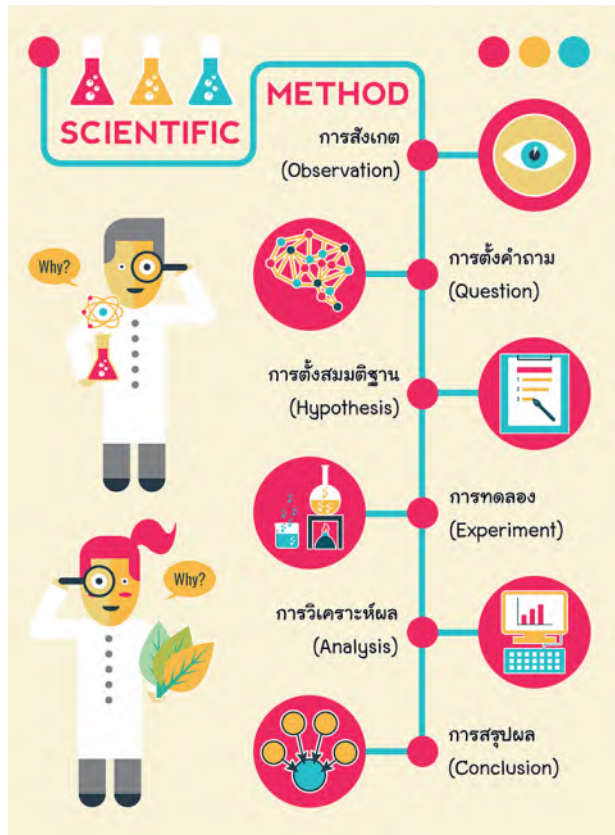 SCIENTIFIC
METHOD
การสังเกต
(Observation)
Why?
การตั้งคำถาม
(Question)
การตั้งสมมติฐาน
(Hypothesis)
1
2
3
การทดลอง
(Experiment)
Why?
การวิเคราะห์ผล
(Analysis)
การสรุปผล
(Conclusion)